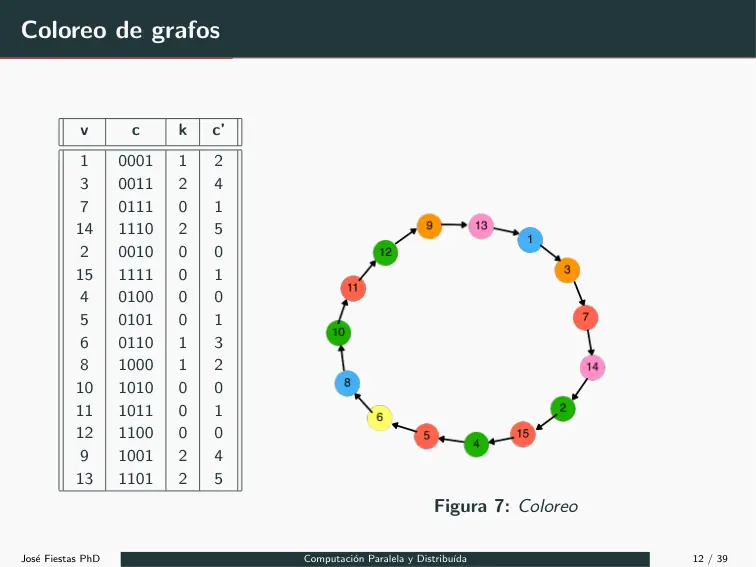 Coloreo de grafos
v c k c'
1 0001 1 2
3 0011 2 4
7 0111 0 1
14 1110 2 5
2 0010 0 0
15 1111 0 1
4 0100 0 0
5 0101 0 1
6 0110 1 3
8 1000 1 2
10 1010 0 0
11 1011 0 1
12 1100 0 0
9 1001 2 4
13 1101 2 5
9 13
1
12
3
11
7
10
14
8
2
6
5 4 15
Figura 7: Coloreo
José Fiestas PhD Computación Paralela y Distribuída 12 / 39